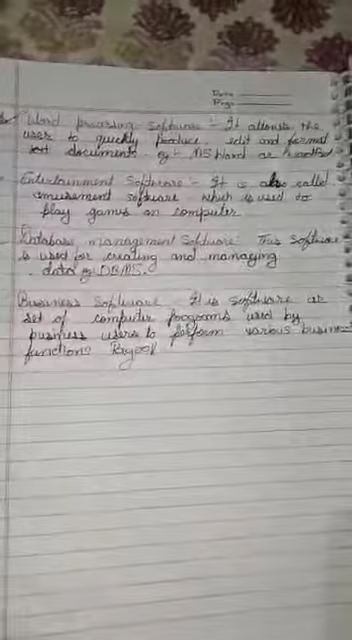 Date
Page
Word processing Software :- It allows the
user to quickly produce edit and format
text documents. eg :- MS Word or
Entertainment Software :- It is also called
amusement software which is used to
play games on computer
Database management Software This Software
is used for creating and managing
data eg DBMS.
Business Software It is Software or
set of computer programs used by
business users to perform various business
functions